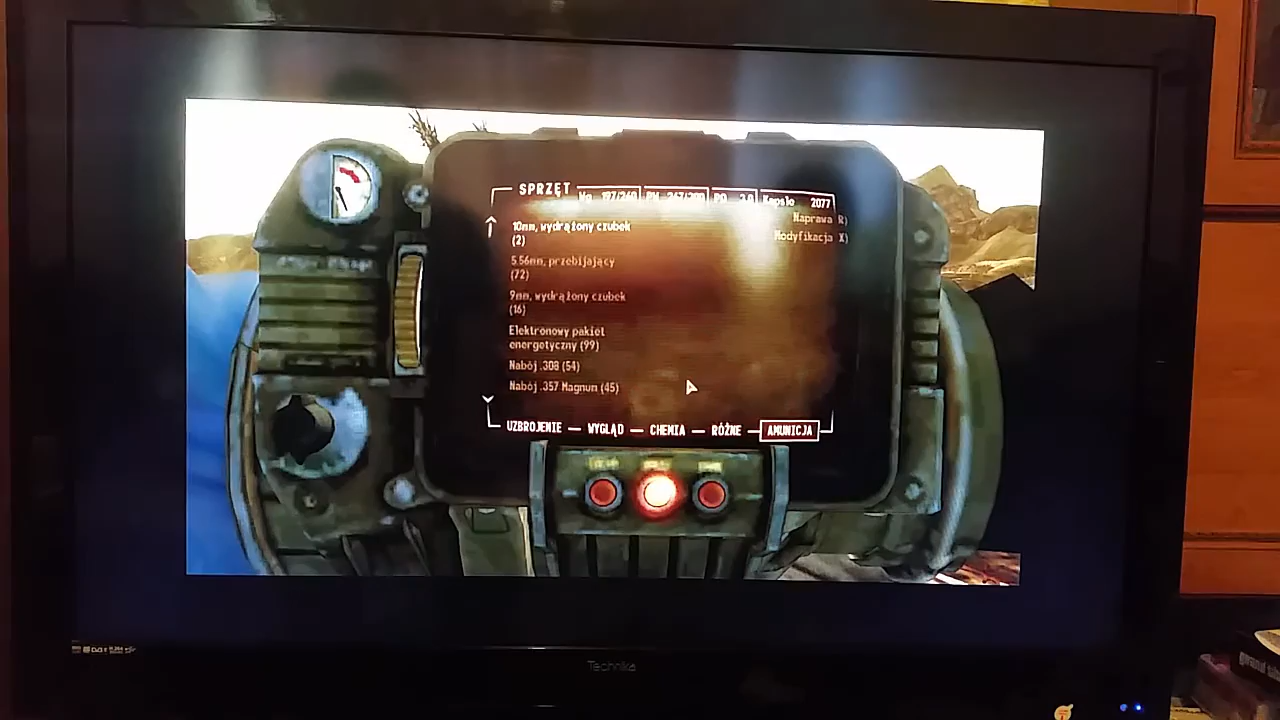 SPRZĘT Kapsle 2077
Naprawa R)
Modyfikacja X)
10mm, wydrążony czubek
(2)
5.56mm, przebijający
(72)
9mm, wydrążony czubek
(16)
Elektronowy pakiet
energetyczny (99)
Nabój .308 (54)
Nabój .357 Magnum (45)
UZBROJENIE — WYGLĄD — CHEMIA — RÓŻNE — AMUNICJA
Technika